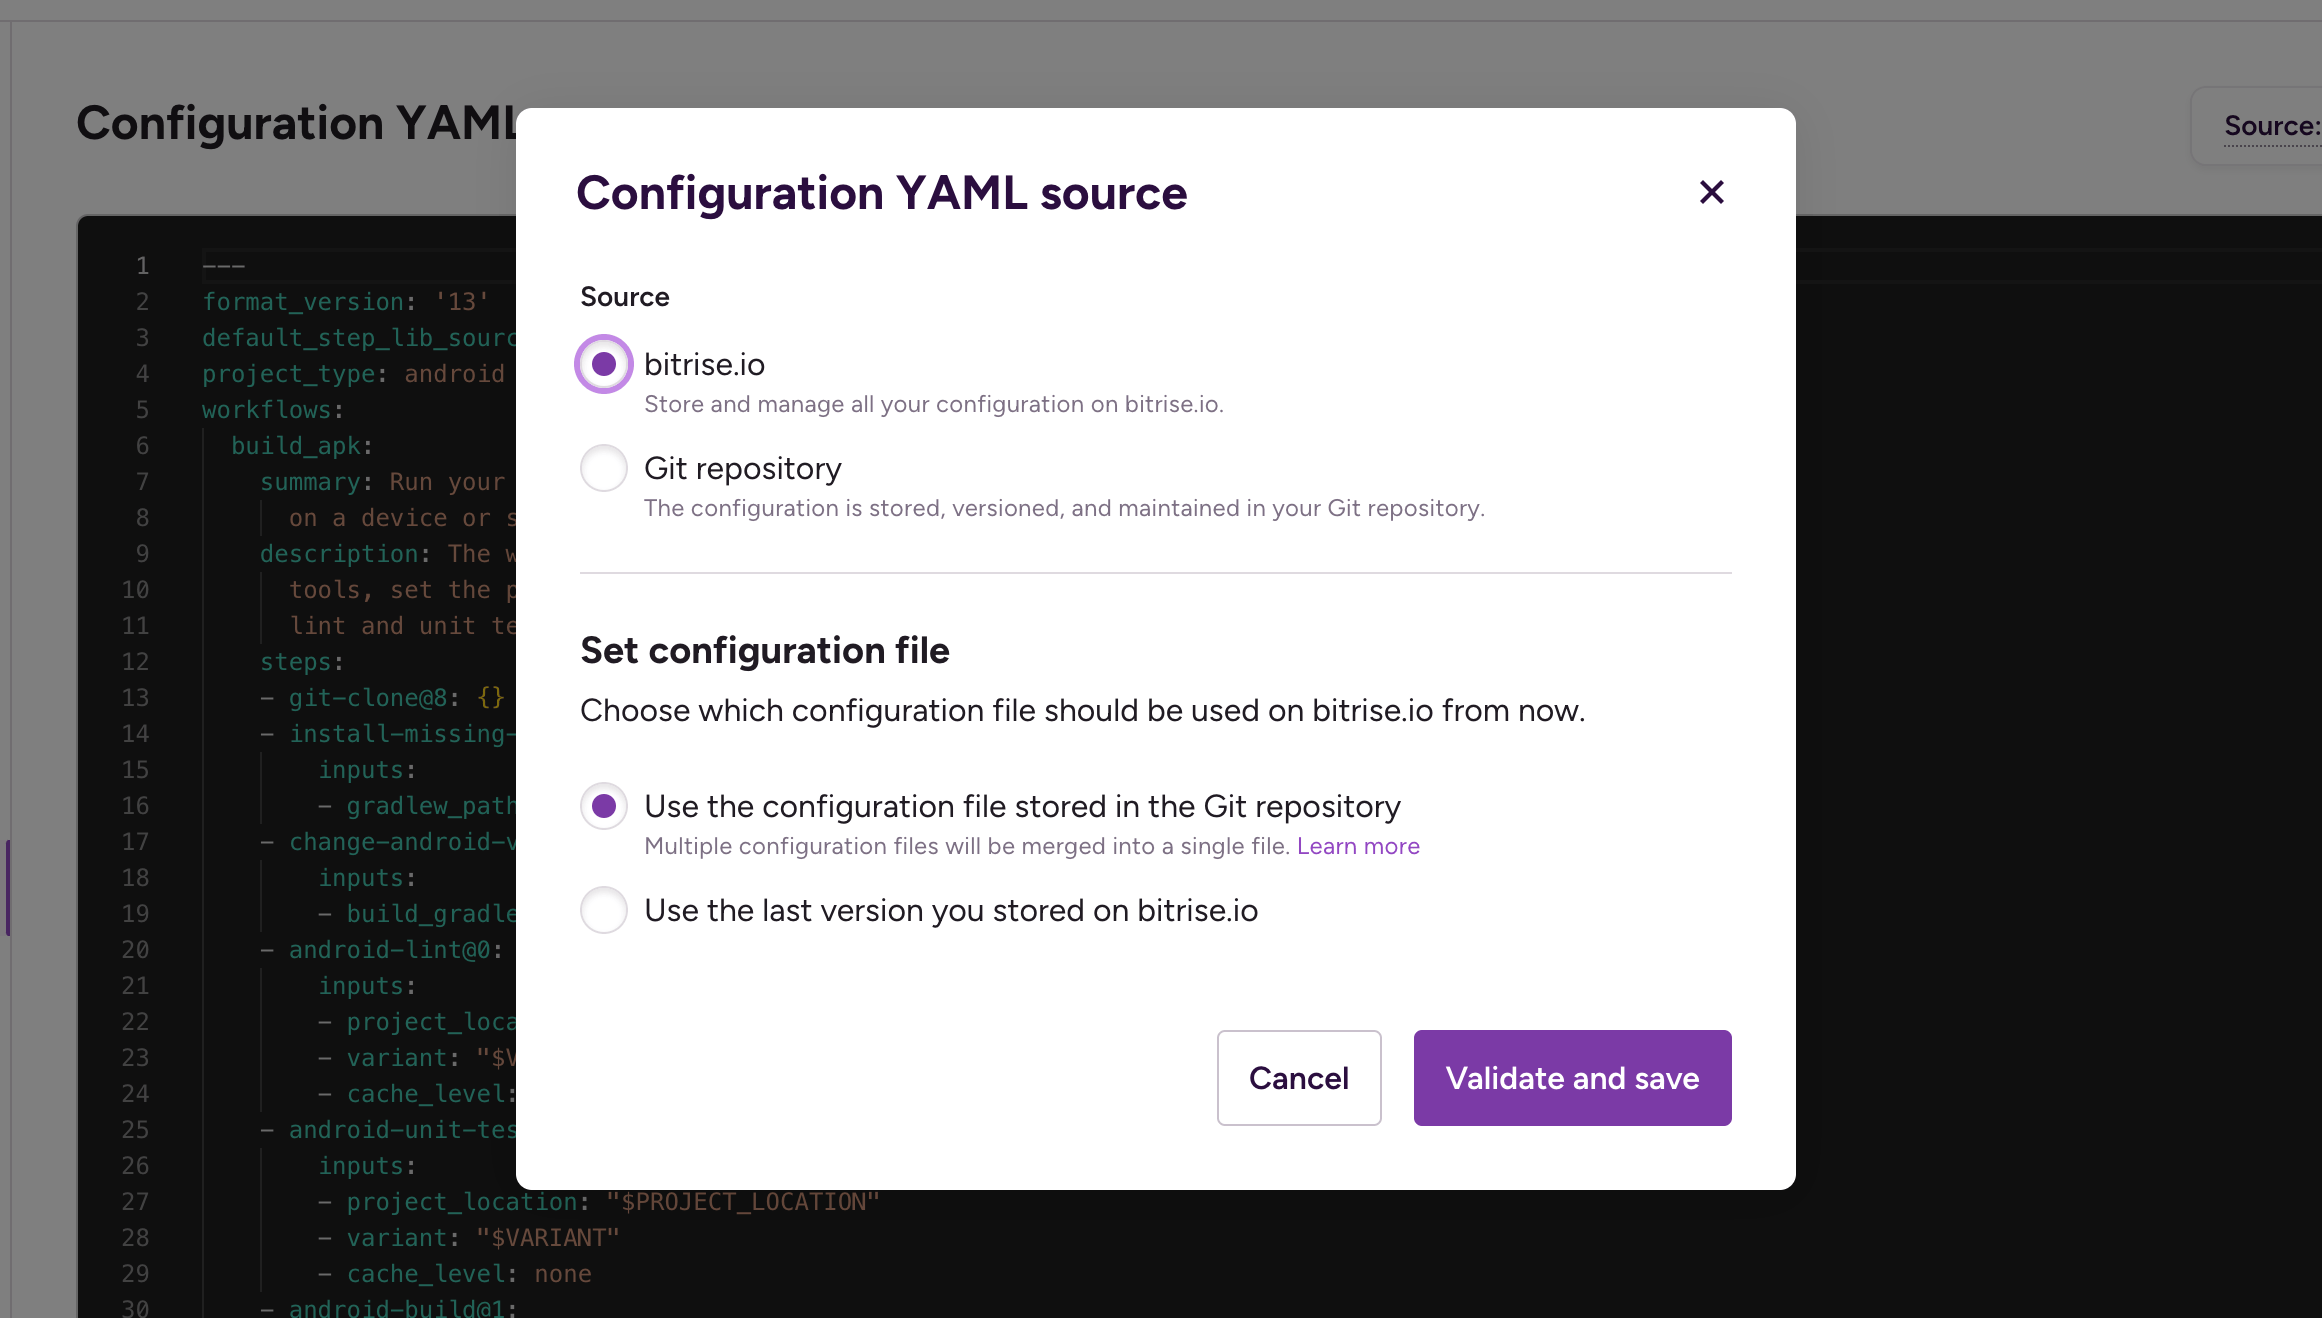 Configuration YAML
Source:
Configuration YAML source
Source
bitrise.io
Store and manage all your configuration on bitrise.io.
Git repository
The configuration is stored, versioned, and maintained in your Git repository.
Set configuration file
Choose which configuration file should be used on bitrise.io from now.
Use the configuration file stored in the Git repository
Multiple configuration files will be merged into a single file. Learn more
Use the last version you stored on bitrise.io
Cancel
Validate and save
1 ---
2 format_version: '13'
3 default_step_lib_sourc
4 project_type: android
5 workflows:
6 build_apk:
7 summary: Run your
8 on a device or s
9 description: The w
10 tools, set the p
11 lint and unit te
12 steps:
13 - git-clone@8: {}
14 - install-missing-
15 inputs:
16 - gradlew_path
17 - change-android-v
18 inputs:
19 - build_gradle
20 - android-lint@0:
21 inputs:
22 - project_loca
23 - variant: "$V
24 - cache_level:
25 - android-unit-tes
26 inputs:
27 - project_location: "$PROJECT_LOCATION"
28 - variant: "$VARIANT"
29 - cache_level: none
30 - android-build@1: